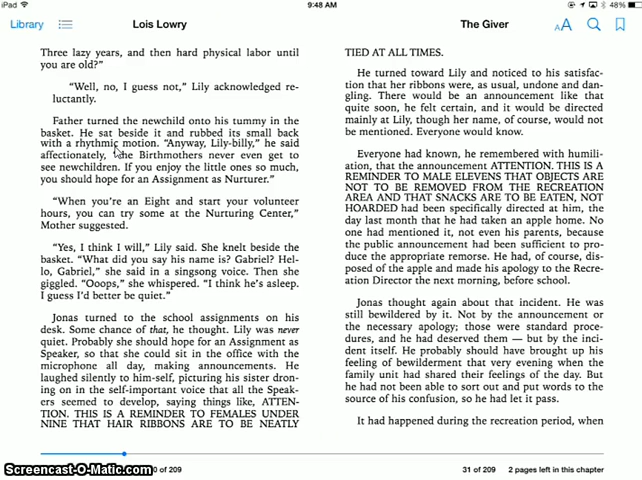 iPad
9:48 AM
48%
Library
Lois Lowry
The Giver
AA
Three lazy years, and then hard physical labor until
you are old?”
“Well, no, I guess not,” Lily acknowledged re-
luctantly.
Father turned the newchild onto his tummy in the
basket. He sat beside it and rubbed its small back
with a rhythmic motion. “Anyway, Lily-billy,” he said
affectionately, “the Birthmothers never even get to
see newchildren. If you enjoy the little ones so much,
you should hope for an Assignment as Nurturer.”
“When you’re an Eight and start your volunteer
hours, you can try some at the Nurturing Center,”
Mother suggested.
“Yes, I think I will,” Lily said. She knelt beside the
basket. “What did you say his name is? Gabriel? Hel-
lo, Gabriel,” she said in a singsong voice. Then she
giggled. “Ooops,” she whispered. “I think he’s asleep.
I guess I’d better be quiet.”
Jonas turned to the school assignments on his
desk. Some chance of that, he thought. Lily was never
quiet. Probably she should hope for an Assignment as
Speaker, so that she could sit in the office with the
microphone all day, making announcements. He
laughed silently to him-self, picturing his sister dron-
ing on in the self-important voice that all the Speak-
ers seemed to develop, saying things like, ATTEN-
TION. THIS IS A REMINDER TO FEMALES UNDER
NINE THAT HAIR RIBBONS ARE TO BE NEATLY
TIED AT ALL TIMES.
He turned toward Lily and noticed to his satisfac-
tion that her ribbons were, as usual, undone and dan-
gling. There would be an announcement like that
quite soon, he felt certain, and it would be directed
mainly at Lily, though her name, of course, would not
be mentioned. Everyone would know.
Everyone had known, he remembered with humili-
ation, that the announcement ATTENTION. THIS IS A
REMINDER TO MALE ELEVENS THAT OBJECTS ARE
NOT TO BE REMOVED FROM THE RECREATION
AREA AND THAT SNACKS ARE TO BE EATEN, NOT
HOARDED had been specifically directed at him, the
day last month that he had taken an apple home. No
one had mentioned it, not even his parents, because
the public announcement had been sufficient to pro-
duce the appropriate remorse. He had, of course, dis-
posed of the apple and made his apology to the Recre-
ation Director the next morning, before school.
Jonas thought again about that incident. He was
still bewildered by it. Not by the announcement or
the necessary apology; those were standard proce-
dures, and he had deserved them — but by the inci-
dent itself. He probably should have brought up his
feeling of bewilderment that very evening when the
family unit had shared their feelings of the day. But
he had not been able to sort out and put words to the
source of his confusion, so he had let it pass.
It had happened during the recreation period, when
Screencast-O-Matic.com
0 of 209
31 of 209
2 pages left in this chapter